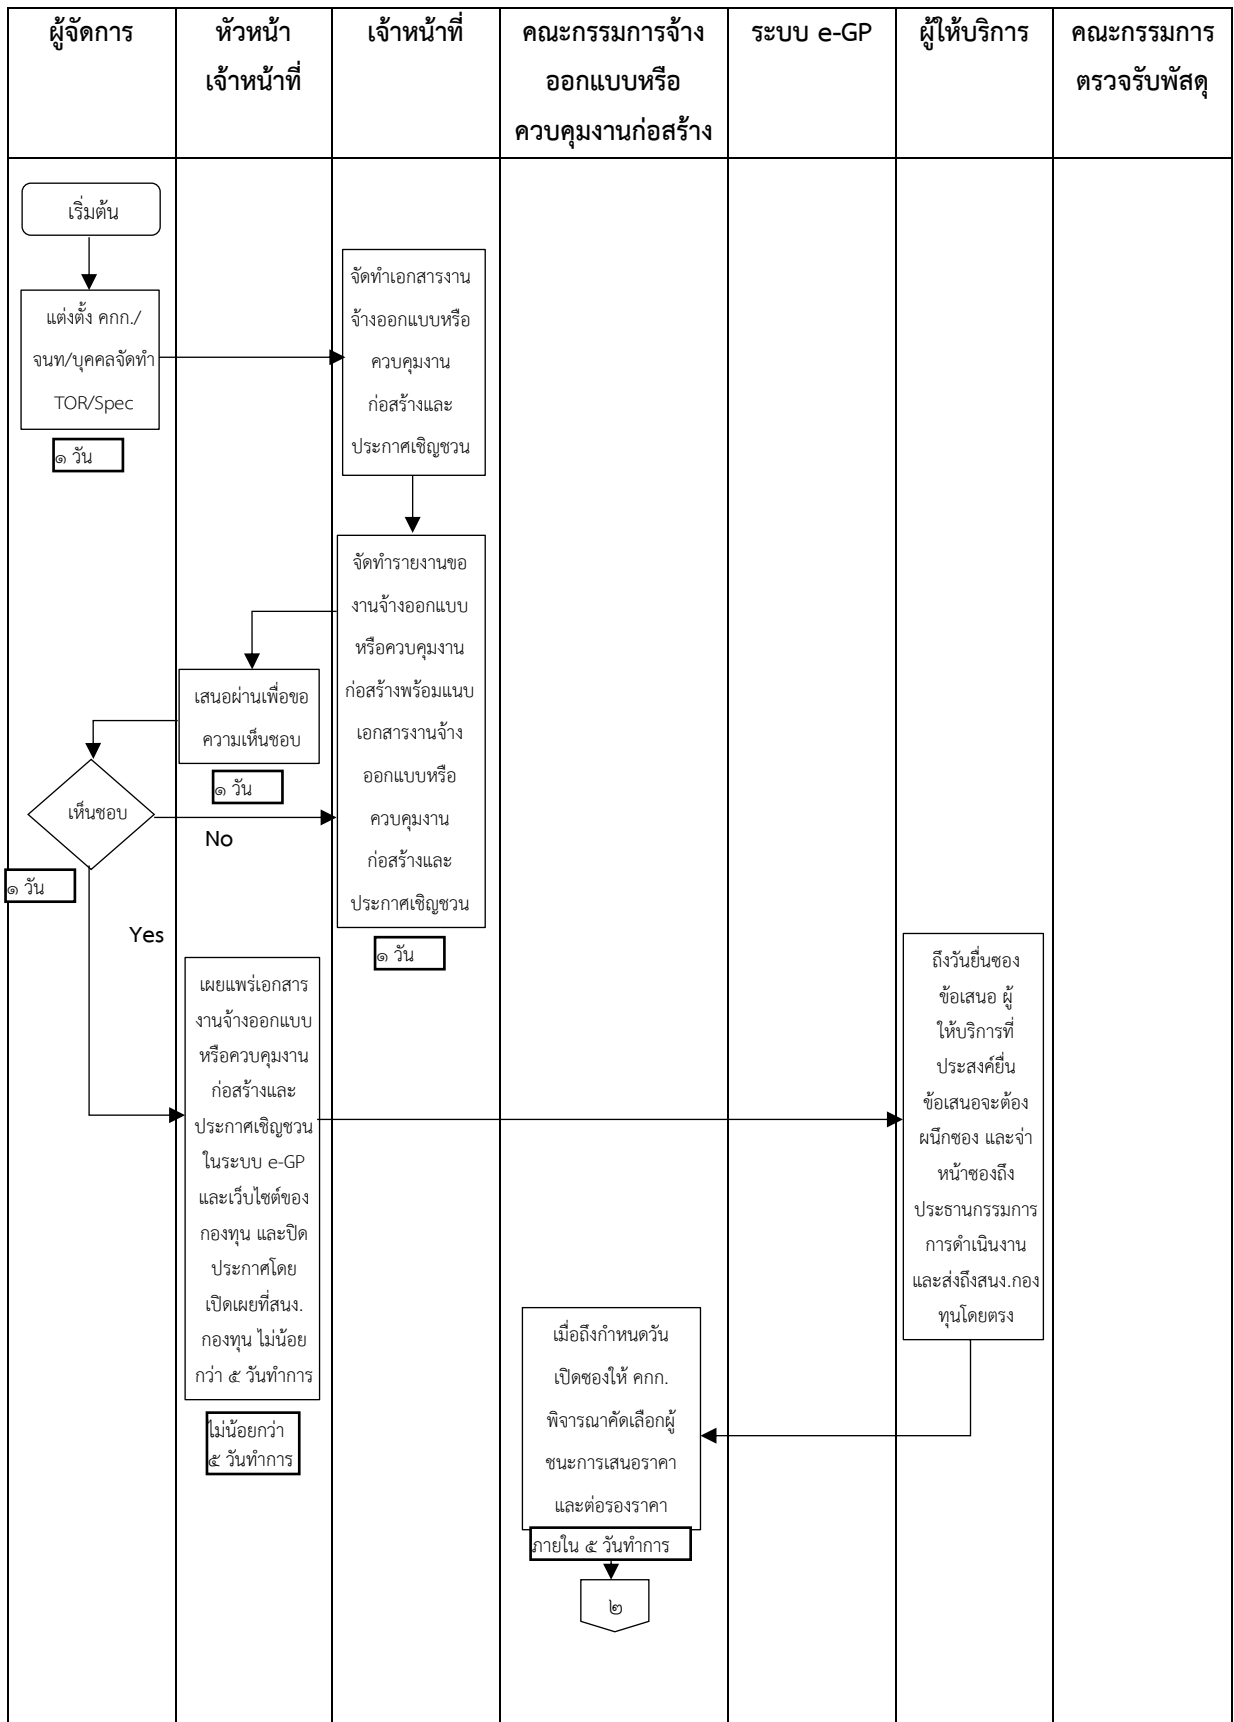 ผู้จัดการ
หัวหน้า
เจ้าหน้าที่
เจ้าหน้าที่
คณะกรรมการจ้าง
ออกแบบหรือ
ควบคุมงานก่อสร้าง
ระบบ e-GP
ผู้ให้บริการ
คณะกรรมการ
ตรวจรับพัสดุ
เริ่มต้น
แต่งตั้ง คกก./
จนท/บุคคลจัดทำ
TOR/Spec
๑ วัน
จัดทำเอกสารงาน
จ้างออกแบบหรือ
ควบคุมงาน
ก่อสร้างและ
ประกาศเชิญชวน
จัดทำรายงานขอ
งานจ้างออกแบบ
หรือควบคุมงาน
ก่อสร้างพร้อมแนบ
เอกสารงานจ้าง
ออกแบบหรือ
ควบคุมงาน
ก่อสร้างและ
ประกาศเชิญชวน
๑ วัน
เสนอผ่านเพื่อขอ
ความเห็นชอบ
๑ วัน
เห็นชอบ
๑ วัน
No
Yes
เผยแพร่เอกสาร
งานจ้างออกแบบ
หรือควบคุมงาน
ก่อสร้างและ
ประกาศเชิญชวน
ในระบบ e-GP
และเว็บไซต์ของ
กองทุน และปิด
ประกาศโดย
เปิดเผยที่สนง.
กองทุน ไม่น้อย
กว่า ๕ วันทำการ
ไม่น้อยกว่า
๕ วันทำการ
ถึงวันยื่นซอง
ข้อเสนอ ผู้
ให้บริการที่
ประสงค์ยื่น
ข้อเสนอจะต้อง
ผนึกซอง และจ่า
หน้าซองถึง
ประธานกรรมการ
การดำเนินงาน
และส่งถึงสนง.กอง
ทุนโดยตรง
เมื่อถึงกำหนดวัน
เปิดซองให้ คกก.
พิจารณาคัดเลือกผู้
ชนะการเสนอราคา
และต่อรองราคา
ภายใน ๕ วันทำการ
๒